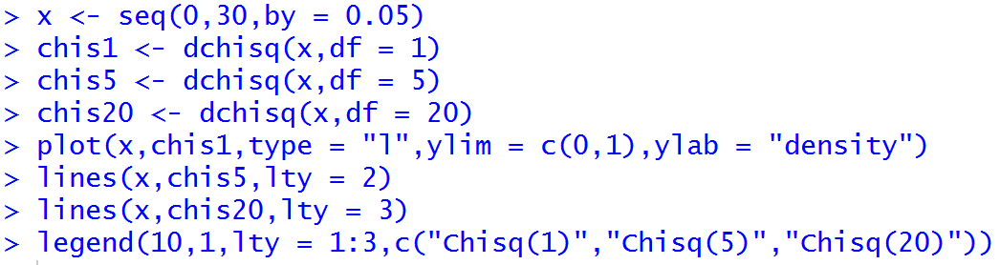 > x <- seq(0,30,by = 0.05)
> chis1 <- dchisq(x,df = 1)
> chis5 <- dchisq(x,df = 5)
> chis20 <- dchisq(x,df = 20)
> plot(x,chis1,type = "l",ylim = c(0,1),ylab = "density")
> lines(x,chis5,lty = 2)
> lines(x,chis20,lty = 3)
> legend(10,1,lty = 1:3,c("Chisq(1)","Chisq(5)","Chisq(20)"))